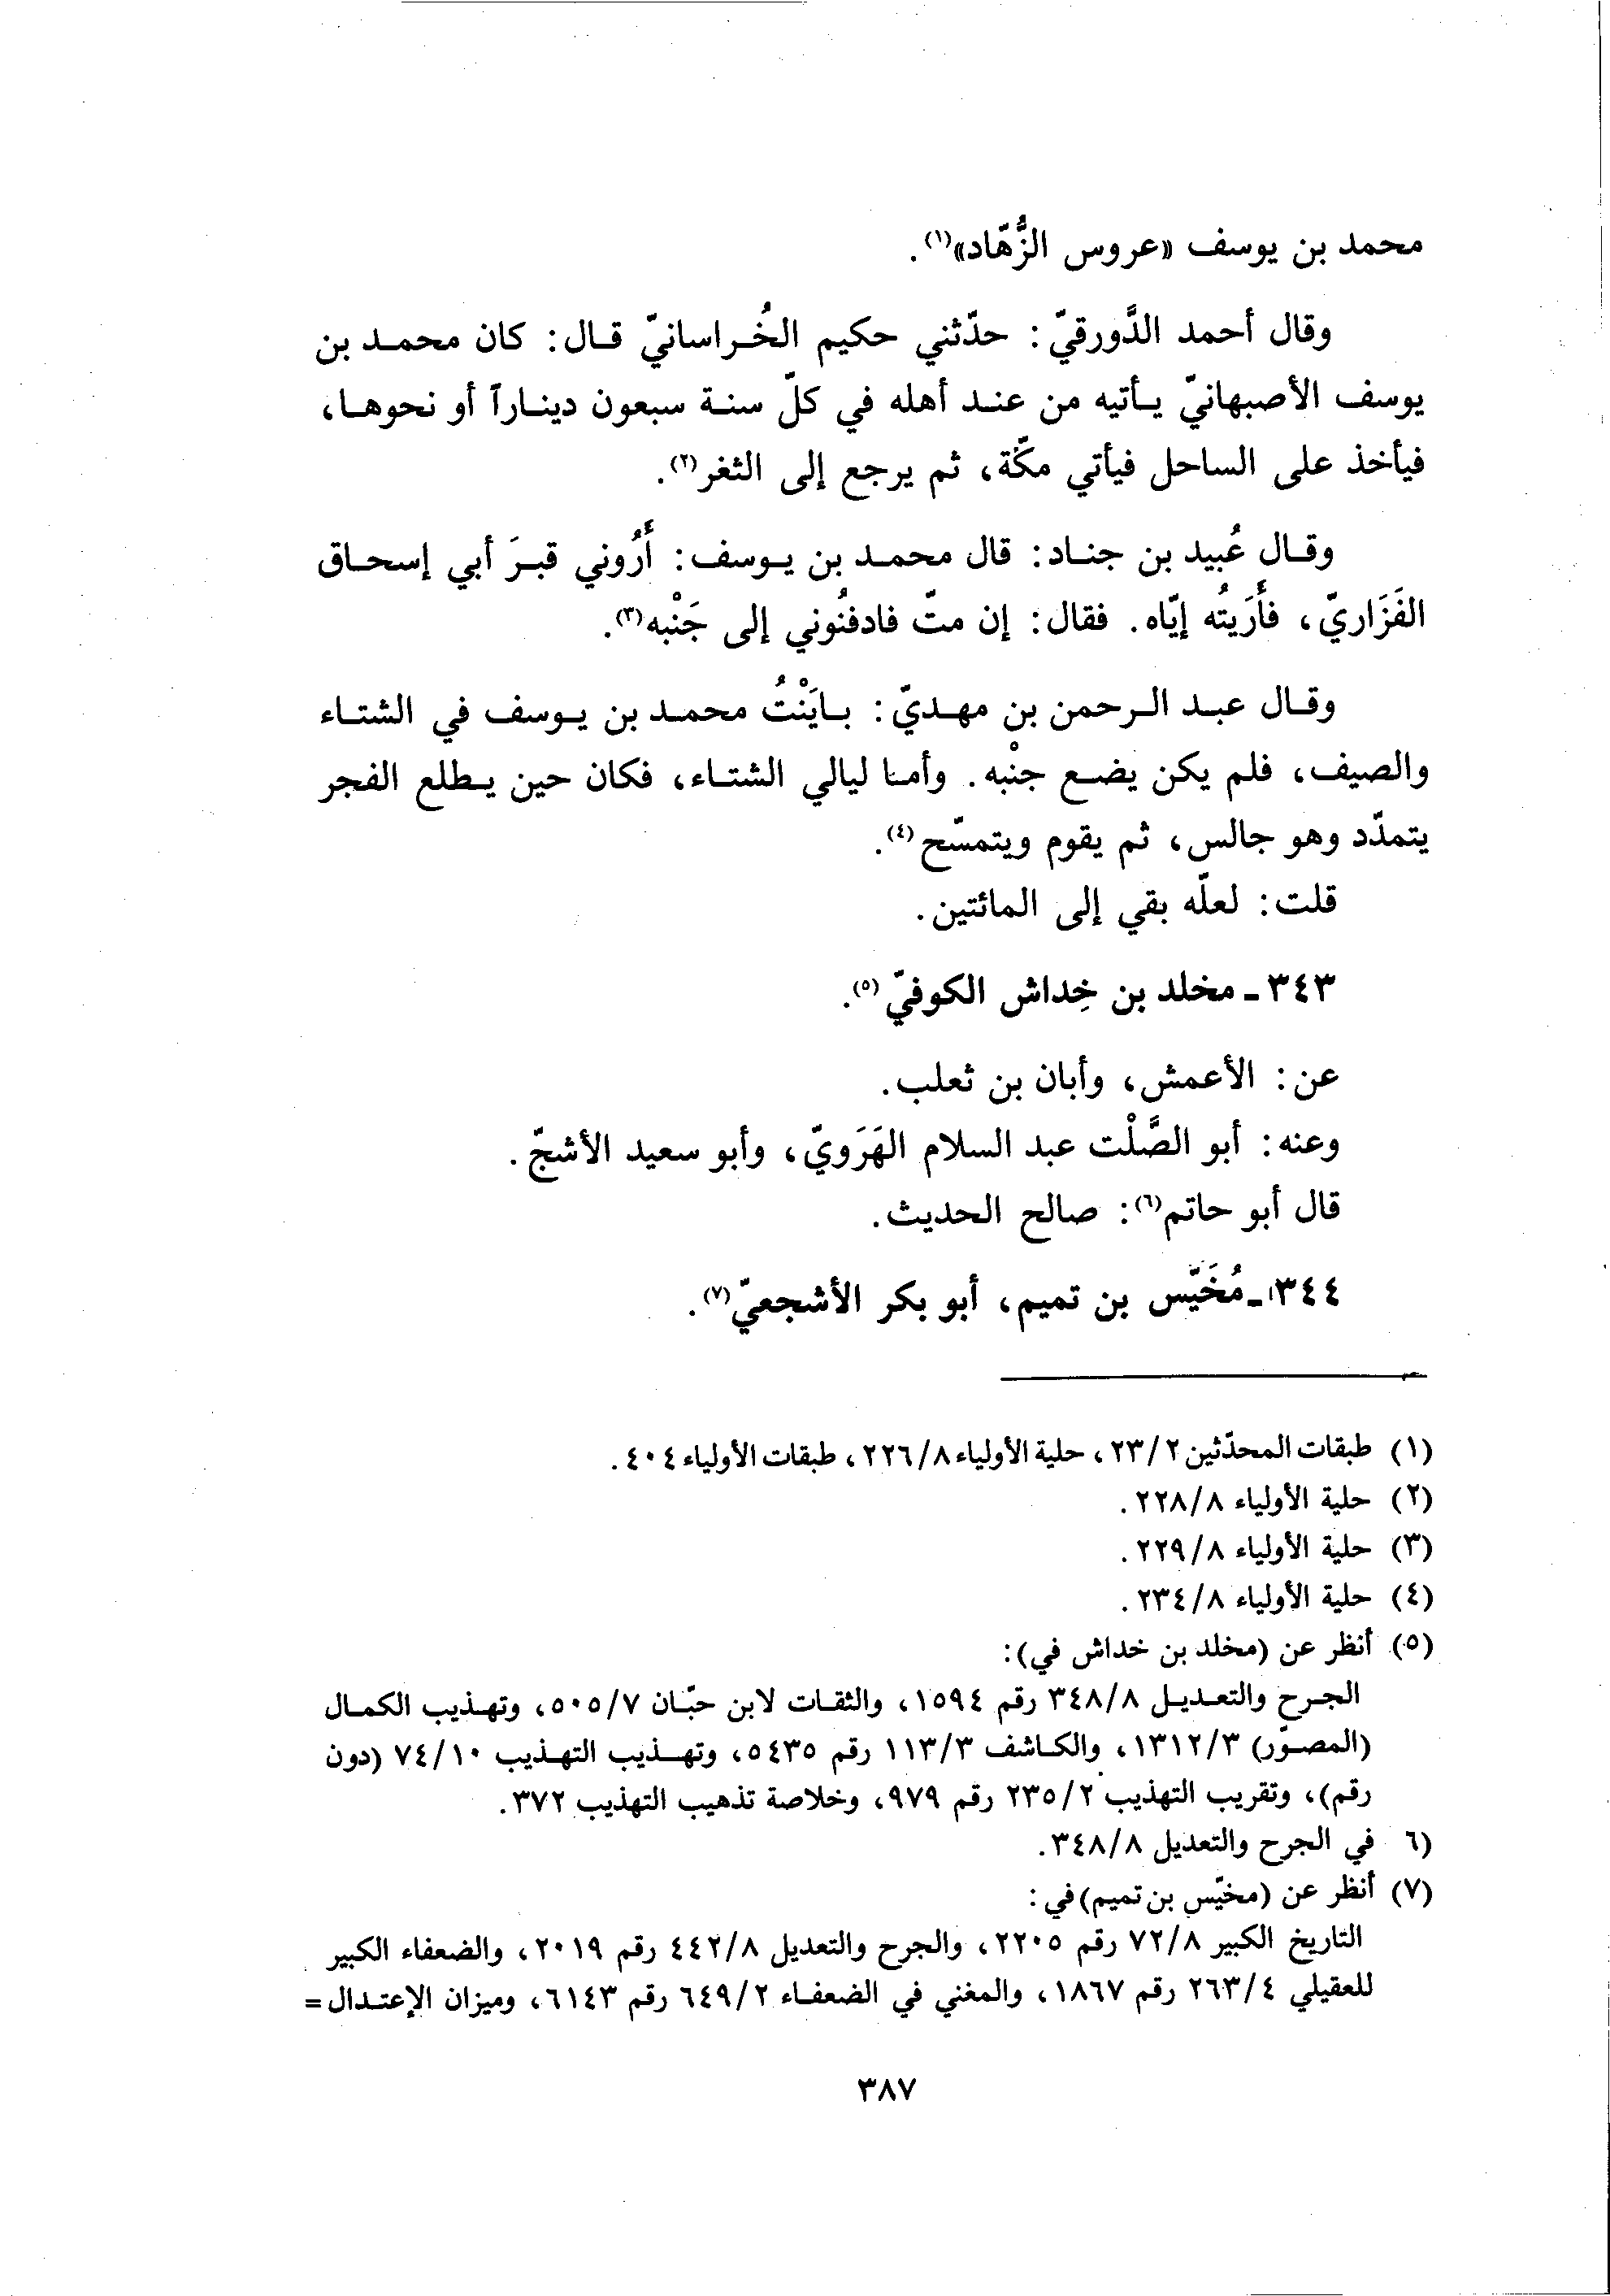 محمد بن يوسف «عروس الزُّهّاد»(١).
وقال أحمد الدَّورقيّ: حدّثني حكيم الخُراسانيّ قال: كان محمد بن
يوسف الأصبهانيّ يأتيه من عند أهله في كلّ سنة سبعون ديناراً أو نحوها،
فيأخذ على الساحل فيأتي مكّة، ثم يرجع إلى الثغر(٢).
وقال عُبيد بن جناد: قال محمد بن يوسف: أَرُوني قبرَ أبي إسحاق
الفَزَاريّ، فأَرَيتُه إيّاه. فقال: إن متّ فادفنُوني إلى جَنْبه(٣).
وقال عبد الرحمن بن مهديّ: بايَنْتُ محمد بن يوسف في الشتاء
والصيف، فلم يكن يضع جنْبه. وأما ليالي الشتاء، فكان حين يطلع الفجر
يتمدّد وهو جالس، ثم يقوم ويتمسّح(٤).
قلت: لعلّه بقي إلى المائتين.
٣٤٣ - مخلد بن خِداش الكوفيّ(٥).
عن: الأعمش، وأبان بن ثعلب.
وعنه: أبو الصَّلْت عبد السلام الهَرَويّ، وأبو سعيد الأشجّ.
قال أبو حاتم(٦): صالح الحديث.
٣٤٤ - مُخَيّس بن تميم، أبو بكر الأشجعيّ(٧).
(١) طبقات المحدّثين ٢٣/٢، حلية الأولياء ٢٢٦/٨، طبقات الأولياء ٤٠٤.
(٢) حلية الأولياء ٢٢٨/٨.
(٣) حلية الأولياء ٢٢٩/٨.
(٤) حلية الأولياء ٢٣٤/٨.
(٥) أنظر عن (مخلد بن خداش في):
الجرح والتعديل ٣٤٨/٨ رقم ١٥٩٤، والثقات لابن حبّان ٥٠٥/٧، وتهذيب الكمال
(المصوّر) ١٣١٢/٣، والكاشف ١١٣/٣ رقم ٥٤٣٥، وتهذيب التهذيب ٧٤/١٠ (دون
رقم)، وتقريب التهذيب ٢٣٥/٢ رقم ٩٧٩، وخلاصة تذهيب التهذيب ٣٧٢.
(٦ في الجرح والتعديل ٣٤٨/٨.
(٧) أنظر عن (مخيّس بن تميم) في:
التاريخ الكبير ٧٢/٨ رقم ٢٢٠٥، والجرح والتعديل ٤٤٢/٨ رقم ٢٠١٩، والضعفاء الكبير
للعقيلي ٢٦٣/٤ رقم ١٨٦٧، والمغني في الضعفاء ٦٤٩/٢ رقم ٦١٤٣، وميزان الإعتدال =
٣٨٧